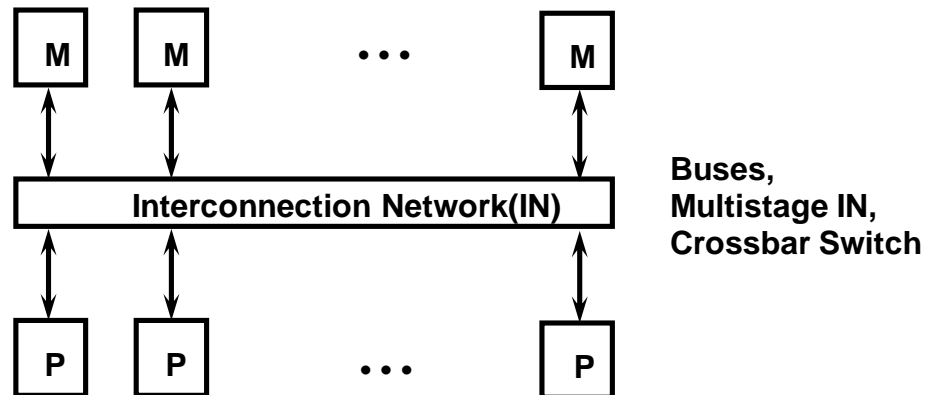 M M ... M
Interconnection Network(IN)
Buses,
Multistage IN,
Crossbar Switch
P P ... P